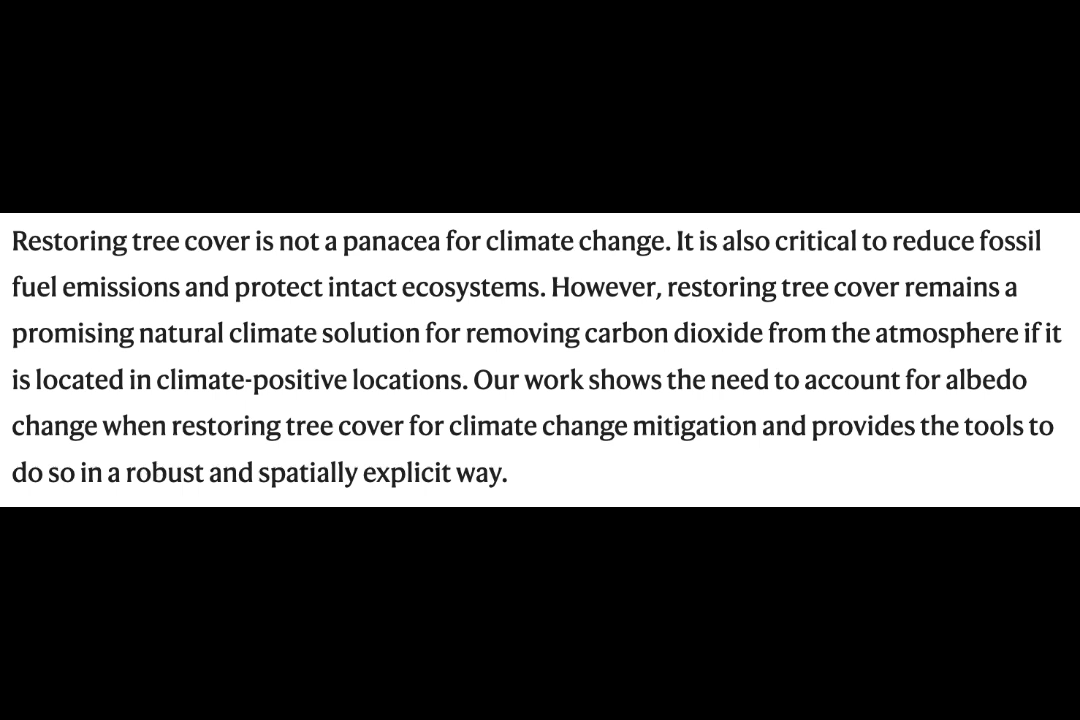 Restoring tree cover is not a panacea for climate change. It is also critical to reduce fossil
fuel emissions and protect intact ecosystems. However, restoring tree cover remains a
promising natural climate solution for removing carbon dioxide from the atmosphere if it
is located in climate-positive locations. Our work shows the need to account for albedo
change when restoring tree cover for climate change mitigation and provides the tools to
do so in a robust and spatially explicit way.